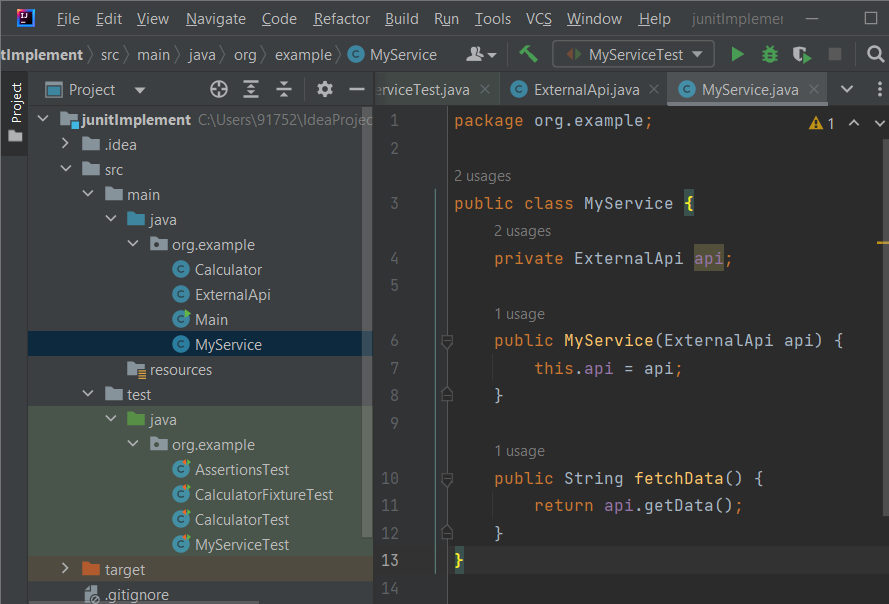 File Edit View Navigate Code Refactor Build Run Tools VCS Window Help junitImplemen
tImplement src main java org example MyService MyServiceTest
Project
Project
erviceTest.java ExternalApi.java MyService.java
junitImplement C:\Users\91752\IdeaProjec
.idea
src
main
java
org.example
Calculator
ExternalApi
Main
MyService
resources
test
java
org.example
AssertionsTest
CalculatorFixtureTest
CalculatorTest
MyServiceTest
target
.gitignore
1 package org.example;
1
2
2 usages
3 public class MyService {
2 usages
4 private ExternalApi api;
5
1 usage
6 public MyService(ExternalApi api) {
7 this.api = api;
8 }
9
1 usage
10 public String fetchData() {
11 return api.getData();
12 }
13 }
14